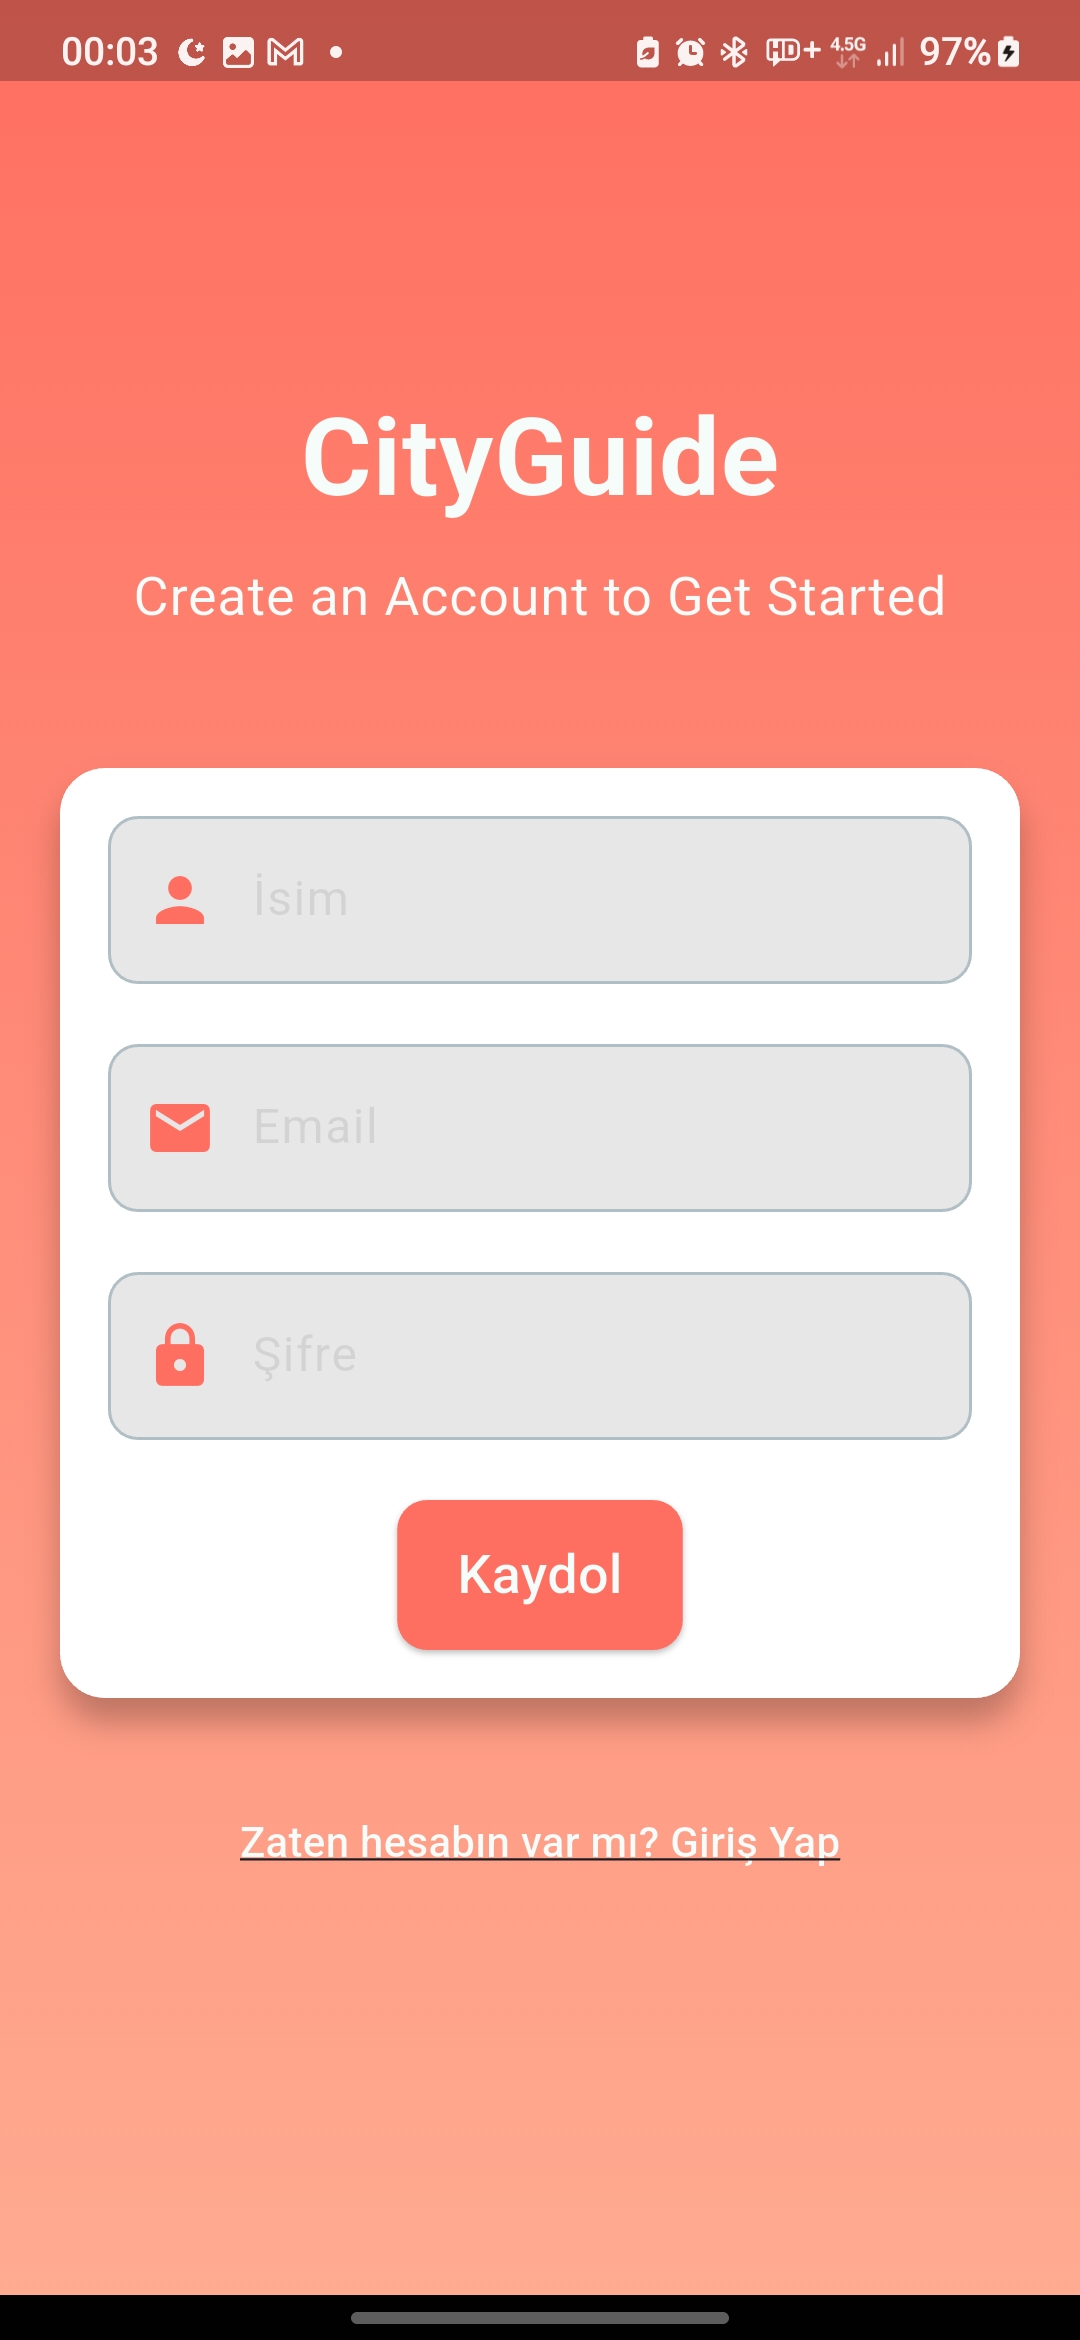 00:03 HD+ 4.5G 97%
CityGuide
Create an Account to Get Started
İsim
Email
Şifre
Kaydol
Zaten hesabın var mı? Giriş Yap